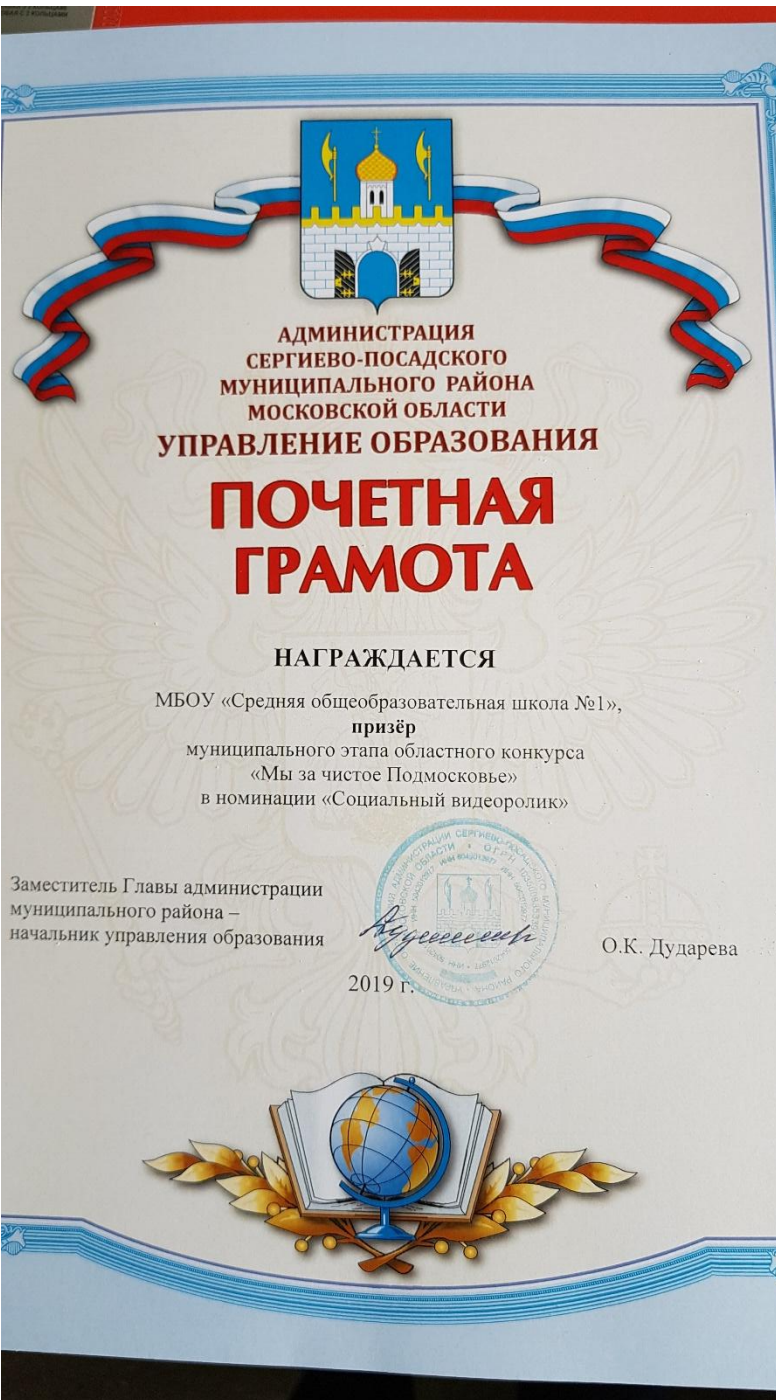 АДМИНИСТРАЦИЯ
СЕРГИЕВО-ПОСАДСКОГО
МУНИЦИПАЛЬНОГО РАЙОНА
МОСКОВСКОЙ ОБЛАСТИ
УПРАВЛЕНИЕ ОБРАЗОВАНИЯ
ПОЧЕТНАЯ
ГРАМОТА
НАГРАЖДАЕТСЯ
МБОУ «Средняя общеобразовательная школа №1»,
призёр
муниципального этапа областного конкурса
«Мы за чистое Подмосковье»
в номинации «Социальный видеоролик»
Заместитель Главы администрации
муниципального района –
начальник управления образования
О.К. Дударева
2019 г.